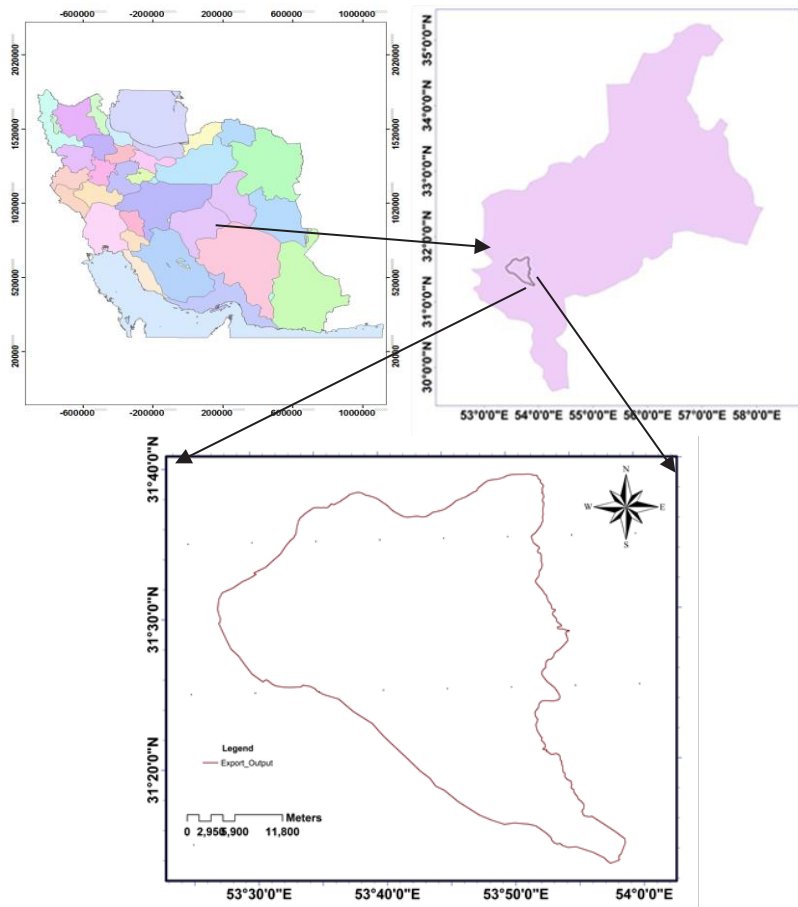 -600000 -200000 200000 600000 1000000
2020000 2020000
1520000 1520000
1020000 1020000
520000 520000
20000 20000
-600000 -200000 200000 600000 1000000
35°0'0"N
34°0'0"N
33°0'0"N
32°0'0"N
31°0'0"N
30°0'0"N
53°0'0"E 54°0'0"E 55°0'0"E 56°0'0"E 57°0'0"E 58°0'0"E
31°40'0"N
31°30'0"N
31°20'0"N
N
W E
S
Legend
Export_Output
Meters
0 2,950 5,900 11,800
53°30'0"E 53°40'0"E 53°50'0"E 54°0'0"E